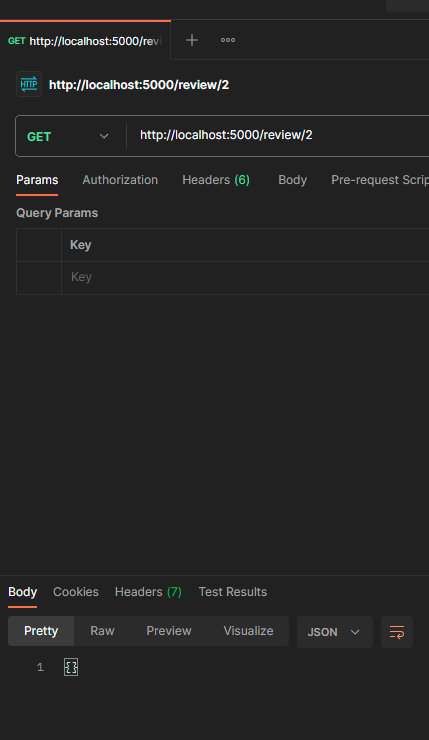 GET http://localhost:5000/revi
HTTP http://localhost:5000/review/2
GET http://localhost:5000/review/2
Params Authorization Headers (6) Body Pre-request Scrip
Query Params
Key
Key
Body Cookies Headers (7) Test Results
Pretty Raw Preview Visualize JSON
1 {}